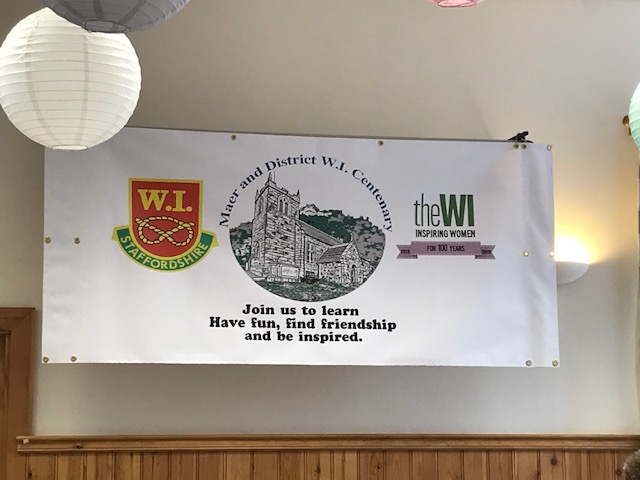 Maer and District W.I. Centenary
W.I.
STAFFORDSHIRE
theWI
INSPIRING WOMEN
FOR 100 YEARS
Join us to learn
Have fun, find friendship
and be inspired.